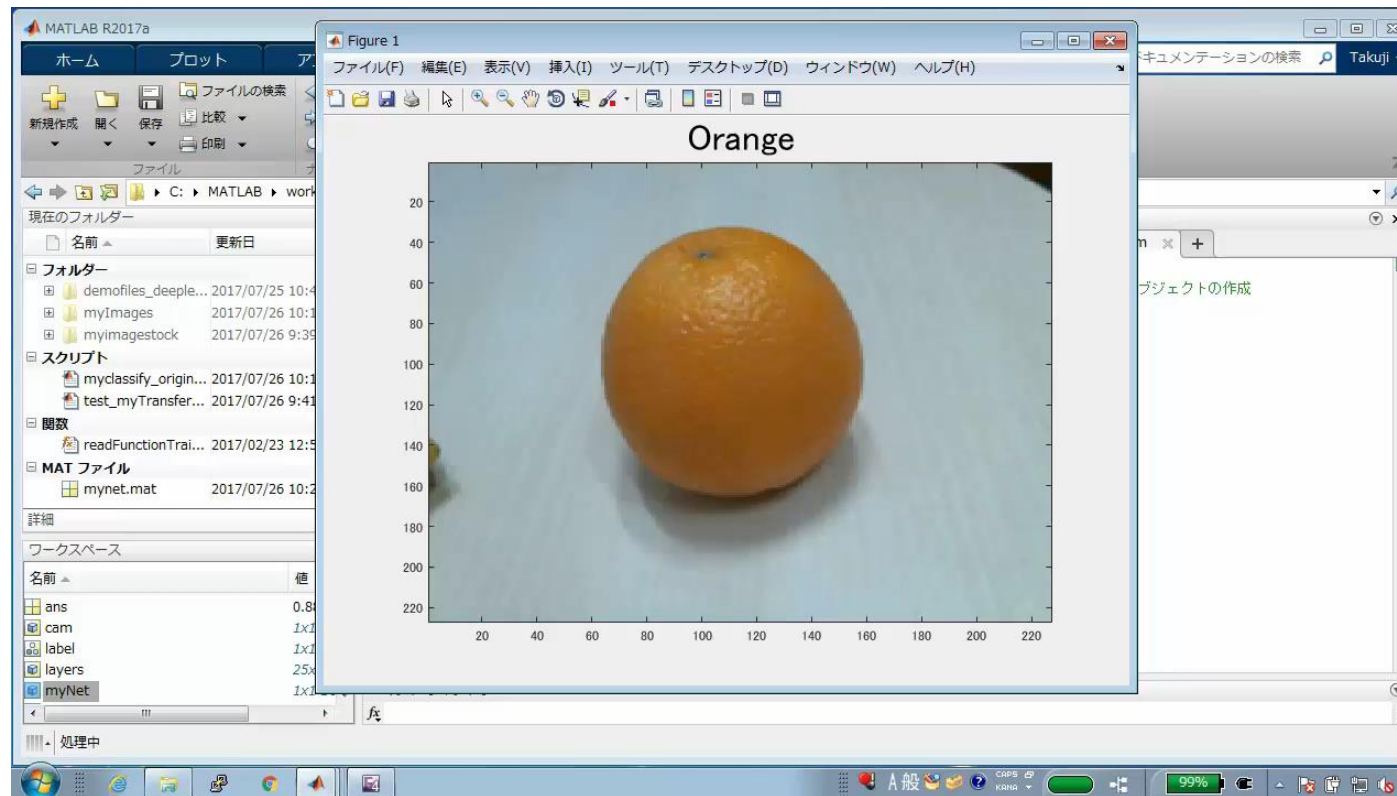 MATLAB R2017a
ホーム プロット
ファイルの検索
新規作成 開く 保存
比較
印刷
ファイル
C: MATLAB work
現在のフォルダー
名前 更新日
フォルダー
demofiles_deeple... 2017/07/25 10:4
myImages 2017/07/26 10:1
myimagestock 2017/07/26 9:39
スクリプト
myclassify_origin... 2017/07/26 10:1
test_myTransfer... 2017/07/26 9:41
関数
readFunctionTrai... 2017/02/23 12:5
MAT ファイル
mynet.mat 2017/07/26 10:2
詳細
ワークスペース
名前 値
ans 0.88
cam 1x1
label 1x1
layers 25x
myNet 1x1
処理中
Figure 1
ファイル(F) 編集(E) 表示(V) 挿入(I) ツール(T) デスクトップ(D) ウィンドウ(W) ヘルプ(H)
Orange
20
40
60
80
100
120
140
160
180
200
220
20 40 60 80 100 120 140 160 180 200 220
キュメンテーションの検索 Takuji
m
ブジェクトの作成
fx
A 般 CAPS KANA 99%